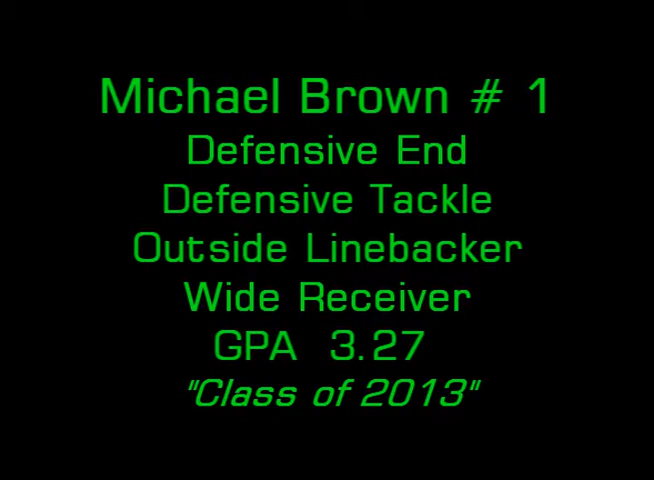 Michael Brown # 1
Defensive End
Defensive Tackle
Outside Linebacker
Wide Receiver
GPA 3.27
"Class of 2013"